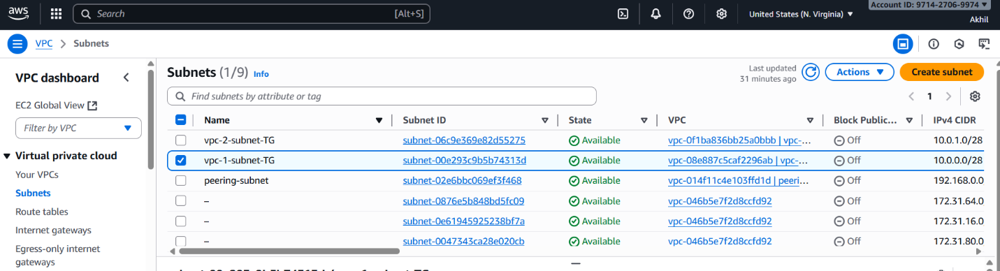 aws
Search [Alt+S]
United States (N. Virginia)
Account ID: 9714-2706-9974
Akhil
VPC > Subnets
VPC dashboard
EC2 Global View
Filter by VPC
Virtual private cloud
Your VPCs
Subnets
Route tables
Internet gateways
Egress-only internet
gateways
Subnets (1/9) Info
Last updated
31 minutes ago
Actions
Create subnet
Find subnets by attribute or tag
1
Name Subnet ID State VPC Block Public... IPv4 CIDR
vpc-2-subnet-TG subnet-06c9e369e82d55275 Available vpc-0f1ba836bb25a0bbb | vpc-... Off 10.0.1.0/28
vpc-1-subnet-TG subnet-00e293c9b5b74313d Available vpc-08e887c5caf2296ab | vpc-... Off 10.0.0.0/28
peering-subnet subnet-02e6bbc069ef3f468 Available vpc-014f11c4e103ffd1d | peeri... Off 192.168.0.0
– subnet-0876e5b848bd5fc09 Available vpc-046b5e7f2d8ccfd92 Off 172.31.64.0
– subnet-0e61945925238bf7a Available vpc-046b5e7f2d8ccfd92 Off 172.31.16.0
– subnet-0047343ca28e020cb Available vpc-046b5e7f2d8ccfd92 Off 172.31.80.0